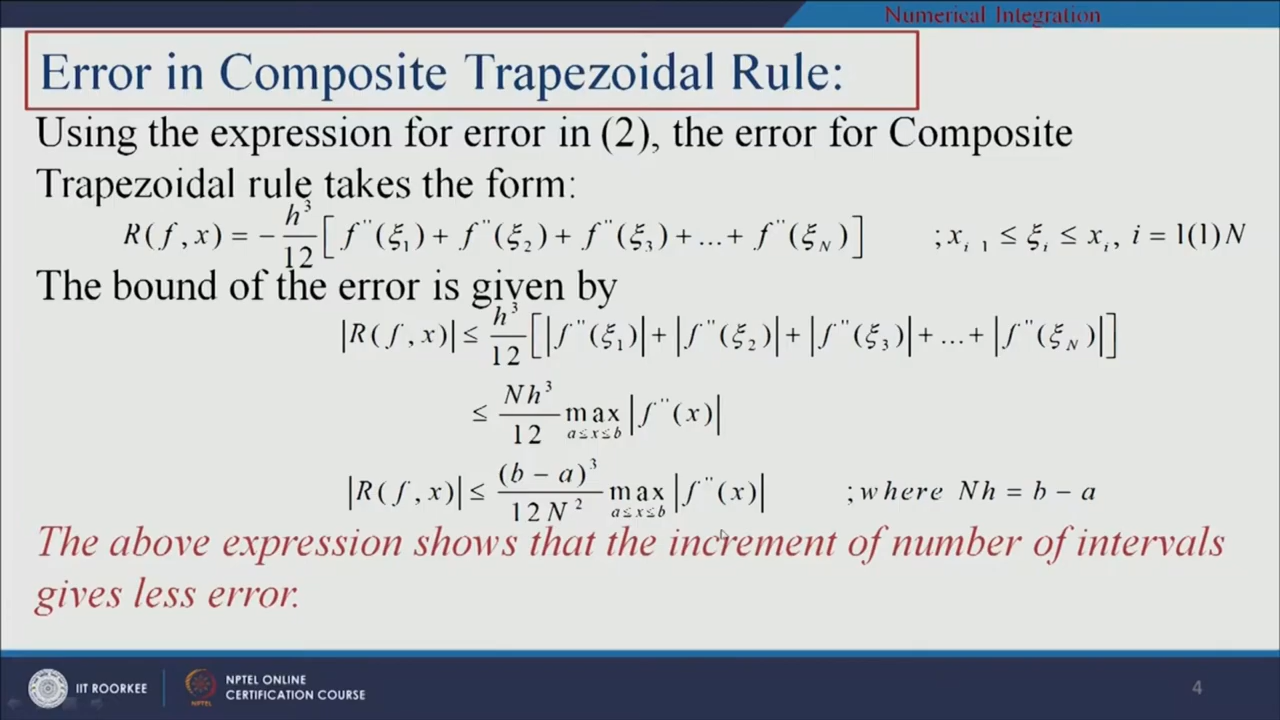 Numerical Integration
Error in Composite Trapezoidal Rule:
Using the expression for error in (2), the error for Composite
Trapezoidal rule takes the form:
R(f,x) = −h³/12 [f''(ξ₁) + f''(ξ₂) + f''(ξ₃) + ... + f''(ξ_N)] ; x_{i 1} ≤ ξ_i ≤ x_i, i = 1(1)N
The bound of the error is given by
|R(f,x)| ≤ h³/12 [|f''(ξ₁)| + |f''(ξ₂)| + |f''(ξ₃)| + ... + |f''(ξ_N)|]
≤ Nh³/12 max_{a≤x≤b} |f''(x)|
|R(f,x)| ≤ (b − a)³/12N² max_{a≤x≤b} |f''(x)| ; where Nh = b − a
The above expression shows that the increment of number of intervals
gives less error.
IIT ROORKEE
NPTEL
NPTEL ONLINE
CERTIFICATION COURSE
4